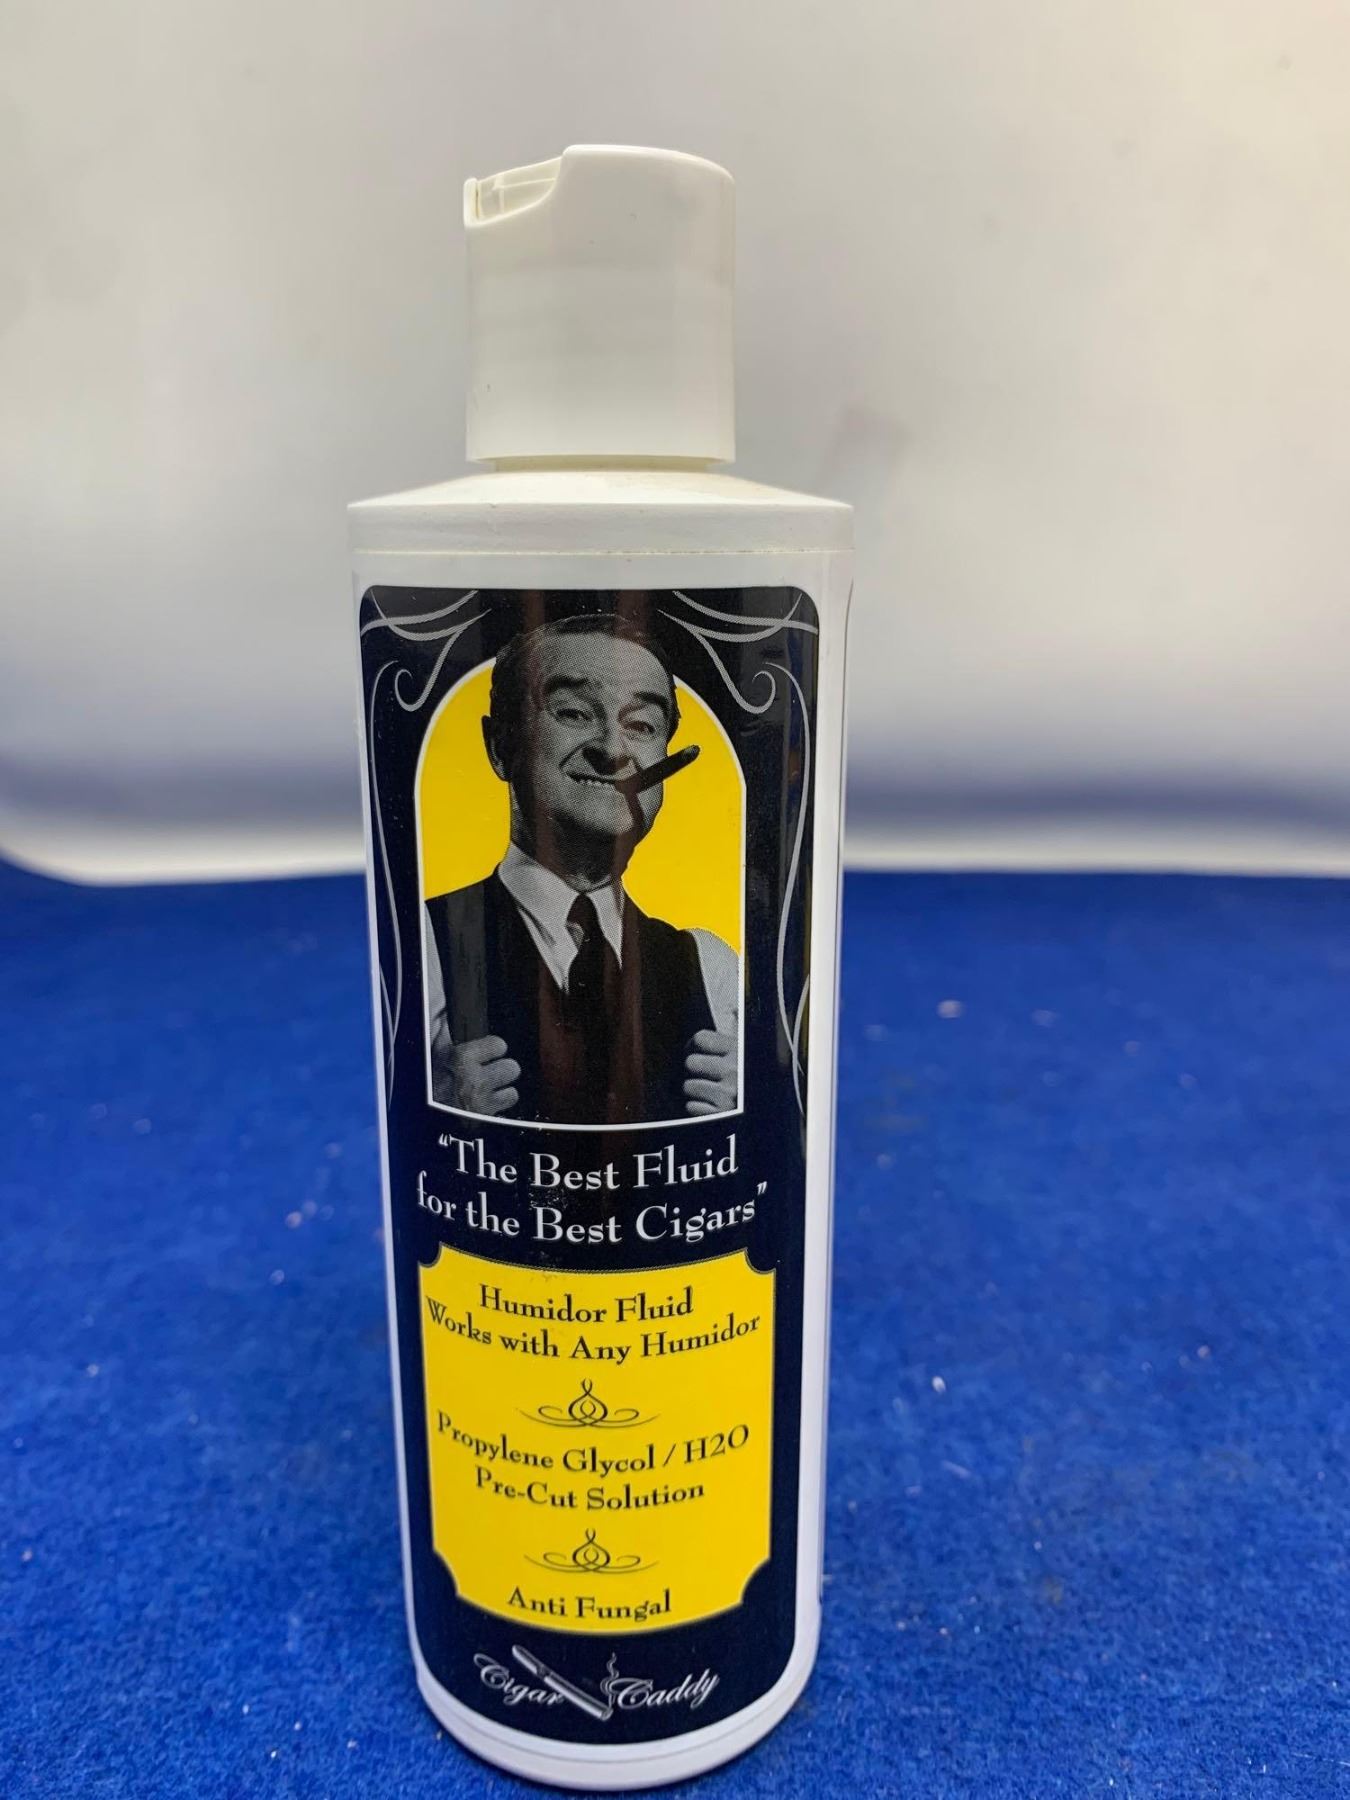 "The Best Fluid
for the Best Cigars"
Humidor Fluid
Works with Any Humidor
Propylene Glycol / H2O
Pre-Cut Solution
Anti Fungal
Cigar Caddy